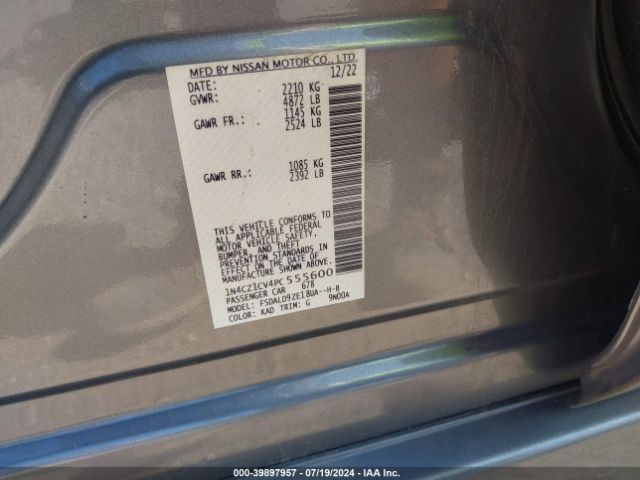 MFD BY NISSAN MOTOR CO., LTD.
DATE: 12/22
GVWR: 2210 KG
4872 LB
GAWR FR.: 1145 KG
2524 LB
GAWR RR.: 1085 KG
2392 LB
THIS VEHICLE CONFORMS TO
ALL APPLICABLE FEDERAL
MOTOR VEHICLE SAFETY,
BUMPER, AND THEFT
PREVENTION STANDARDS IN
EFFECT ON THE DATE OF
MANUFACTURE SHOWN ABOVE.
1N4CZ1CV4PC555600
PASSENGER CAR 678
MODEL: FSDALD9ZE18UA--H-B
COLOR: KAD TRIM: G 9N00A
000-39897957 - 07/19/2024 - IAA Inc.